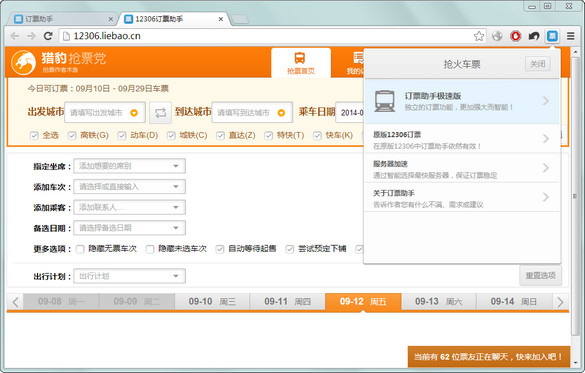 订票助手
12306订票助手
12306.liebao.cn
猎豹抢票党
抢票首页
抢火车票
关闭
今日可订票：09月10日 - 09月29日车票
出发城市
请填写出发城市
到达城市
请填写到达城市
乘车日期
2014-0
全选
高铁(G)
动车(D)
城铁(C)
直达(Z)
特快(T)
快车(K)
订票助手极速版
独立的订票功能，更加强大而智能！
原版12306订票
在原版12306中订票助手依然有效！
服务器加速
通过智能选择最快服务器，保证订票稳定
关于订票助手
告诉作者您有什么不满、需求或建议
指定坐席：
添加想要的席别
添加车次：
请选择或直接输入
添加乘客：
添加联系人...
备选日期：
请选择备选日期
更多选项：
隐藏无票车次
隐藏未选车次
自动等待起售
尝试预定下铺
出行计划：
出行计划
重置选项
09-08 周一
09-09 周二
09-10 周三
09-11 周四
09-12 周五
09-13 周六
09-14 周日
当前有 62 位票友正在聊天，快来加入吧！